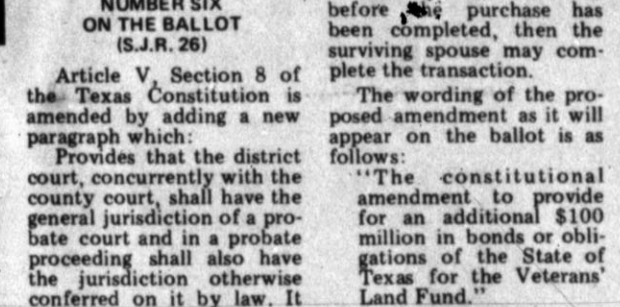 NUMBER SIX
ON THE BALLOT
(S.J.R. 26)
Article V, Section 8 of
the Texas Constitution is
amended by adding a new
paragraph which:
Provides that the district
court, concurrently with the
county court, shall have the
general jurisdiction of a pro-
bate court and in a probate
proceeding shall also have
the jurisdiction otherwise
conferred on it by law. It
before the purchase has
been completed, then the
surviving spouse may com-
plete the transaction.
The wording of the pro-
posed amendment as it will
appear on the ballot is as
follows:
"The constitutional
amendment to provide
for an additional $100
million in bonds or obli-
gations of the State of
Texas for the Veterans'
Land Fund."